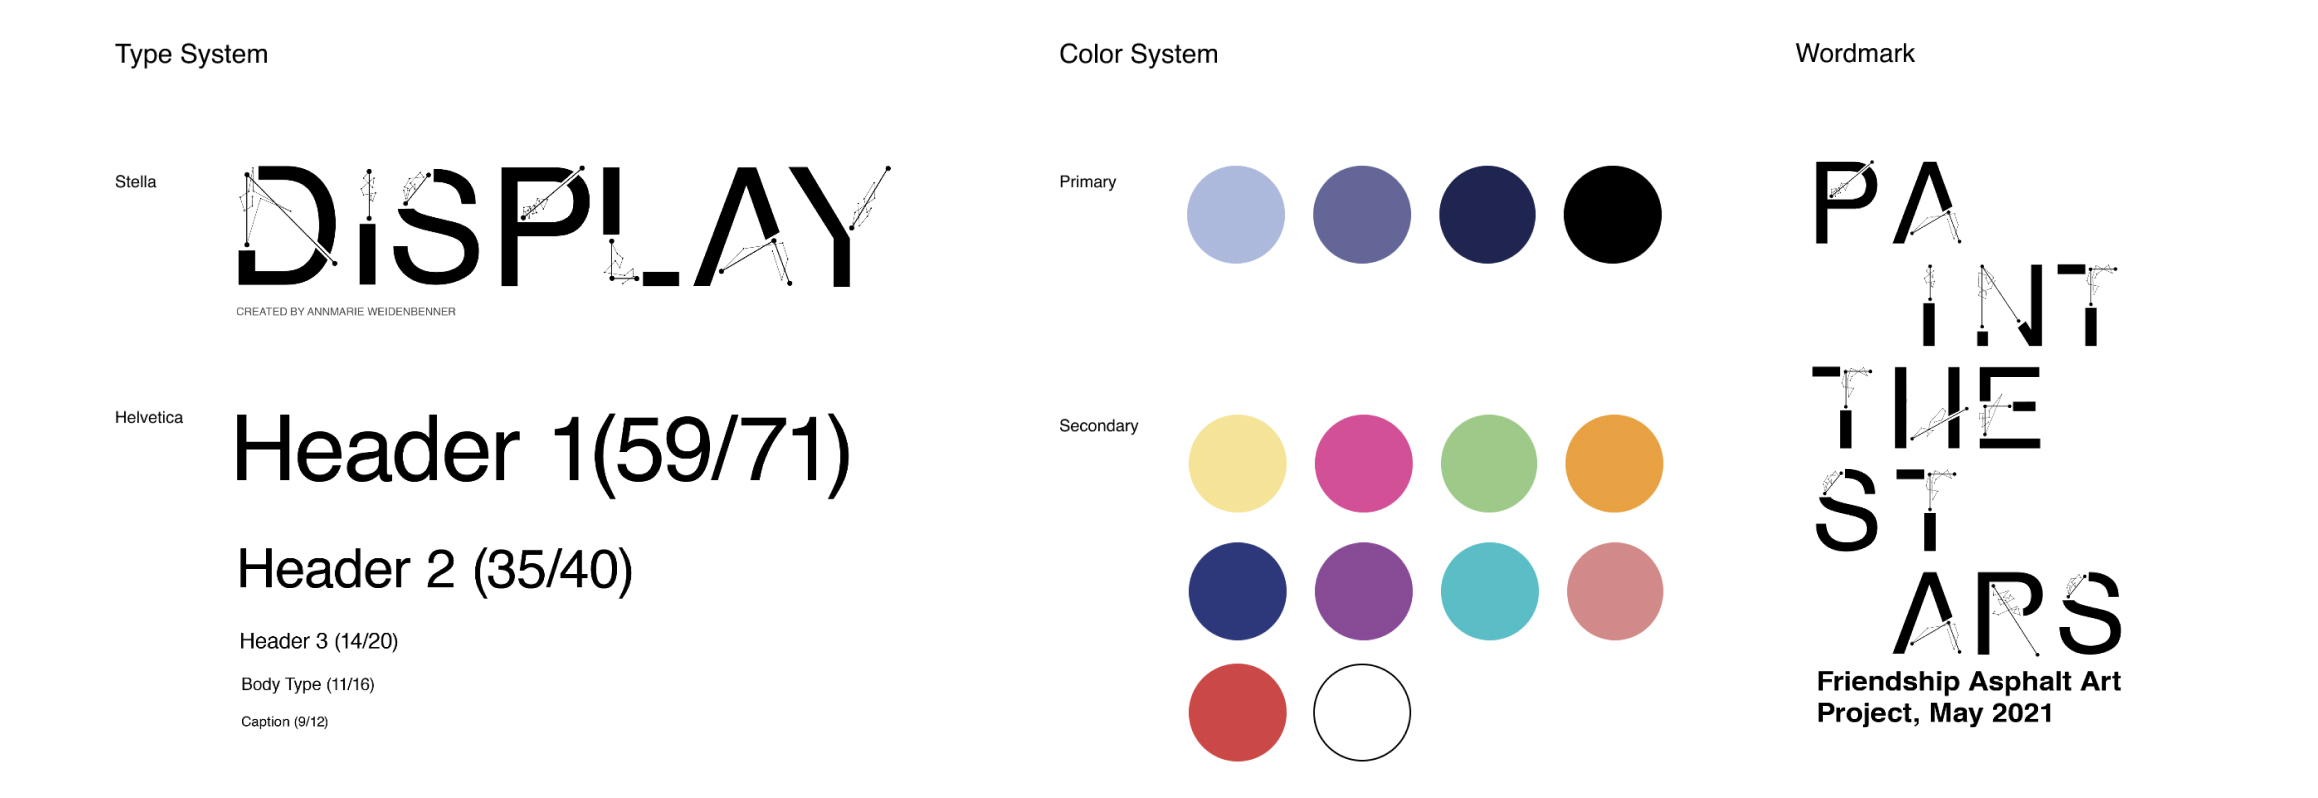 Type System
Stella
DiSPLAY
CREATED BY ANNMARIE WEIDENBENNER
Helvetica
Header 1(59/71)
Header 2 (35/40)
Header 3 (14/20)
Body Type (11/16)
Caption (9/12)
Color System
Primary
Secondary
Wordmark
PA
iNT
THE
ST
ARS
Friendship Asphalt Art
Project, May 2021